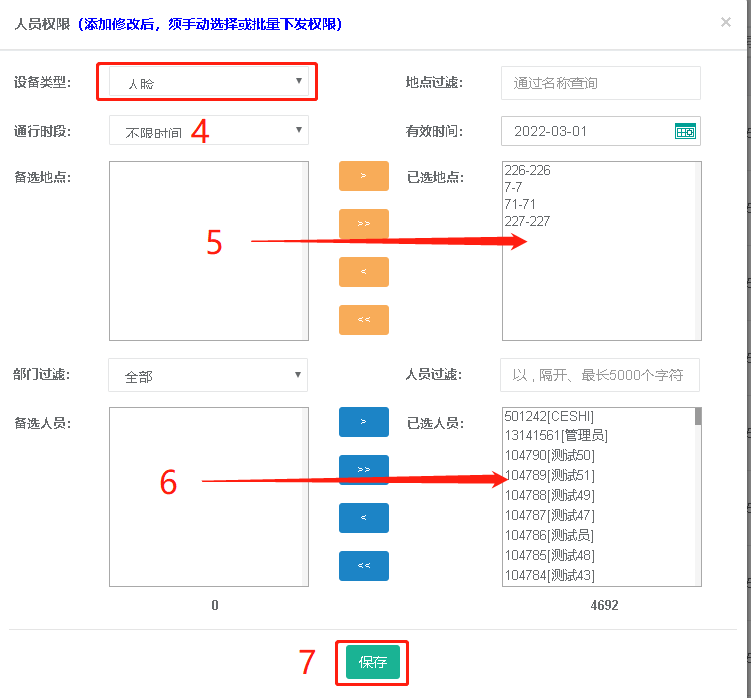 人员权限 (添加修改后，须手动选择或批量下发权限) ×
设备类型: 人脸 地点过滤: 通过名称查询
通行时段: 不限时间 4 有效时间: 2022-03-01
备选地点: > 已选地点: 226-226
7-7
71-71
>> 227-227
5
<
<<
部门过滤: 全部 人员过滤: 以 , 隔开、最长5000个字符
备选人员: > 已选人员: 501242[CESHI]
13141561[管理员]
104790[测试50]
>> 104789[测试51]
6 104788[测试49]
< 104787[测试47]
104786[测试员]
104785[测试48]
<< 104784[测试43]
0 4692
7 保存